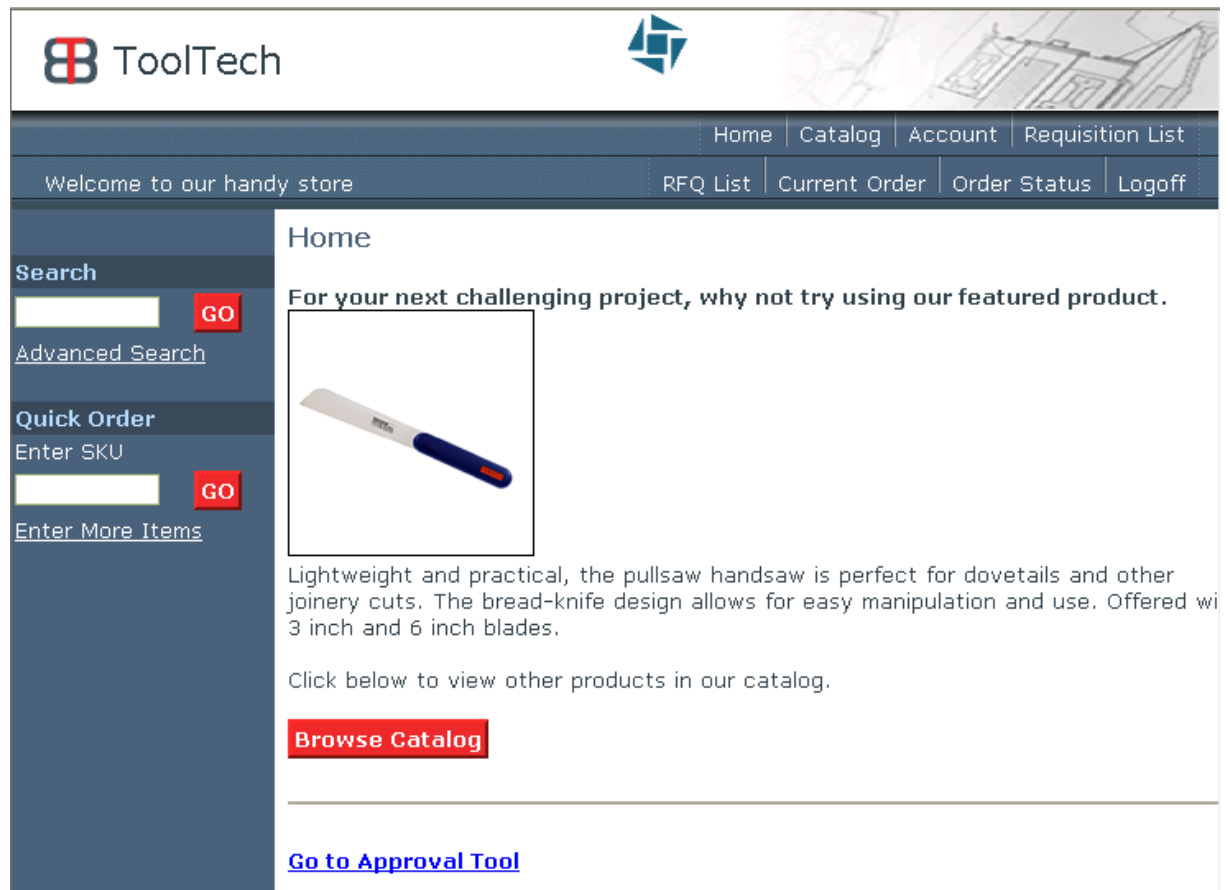 ToolTech
Home Catalog Account Requisition List
Welcome to our handy store
RFQ List Current Order Order Status Logoff
Home
Search
GO
Advanced Search
Quick Order
Enter SKU
GO
Enter More Items
For your next challenging project, why not try using our featured product.
Lightweight and practical, the pullsaw handsaw is perfect for dovetails and other
joinery cuts. The bread-knife design allows for easy manipulation and use. Offered wi
3 inch and 6 inch blades.
Click below to view other products in our catalog.
Browse Catalog
Go to Approval Tool